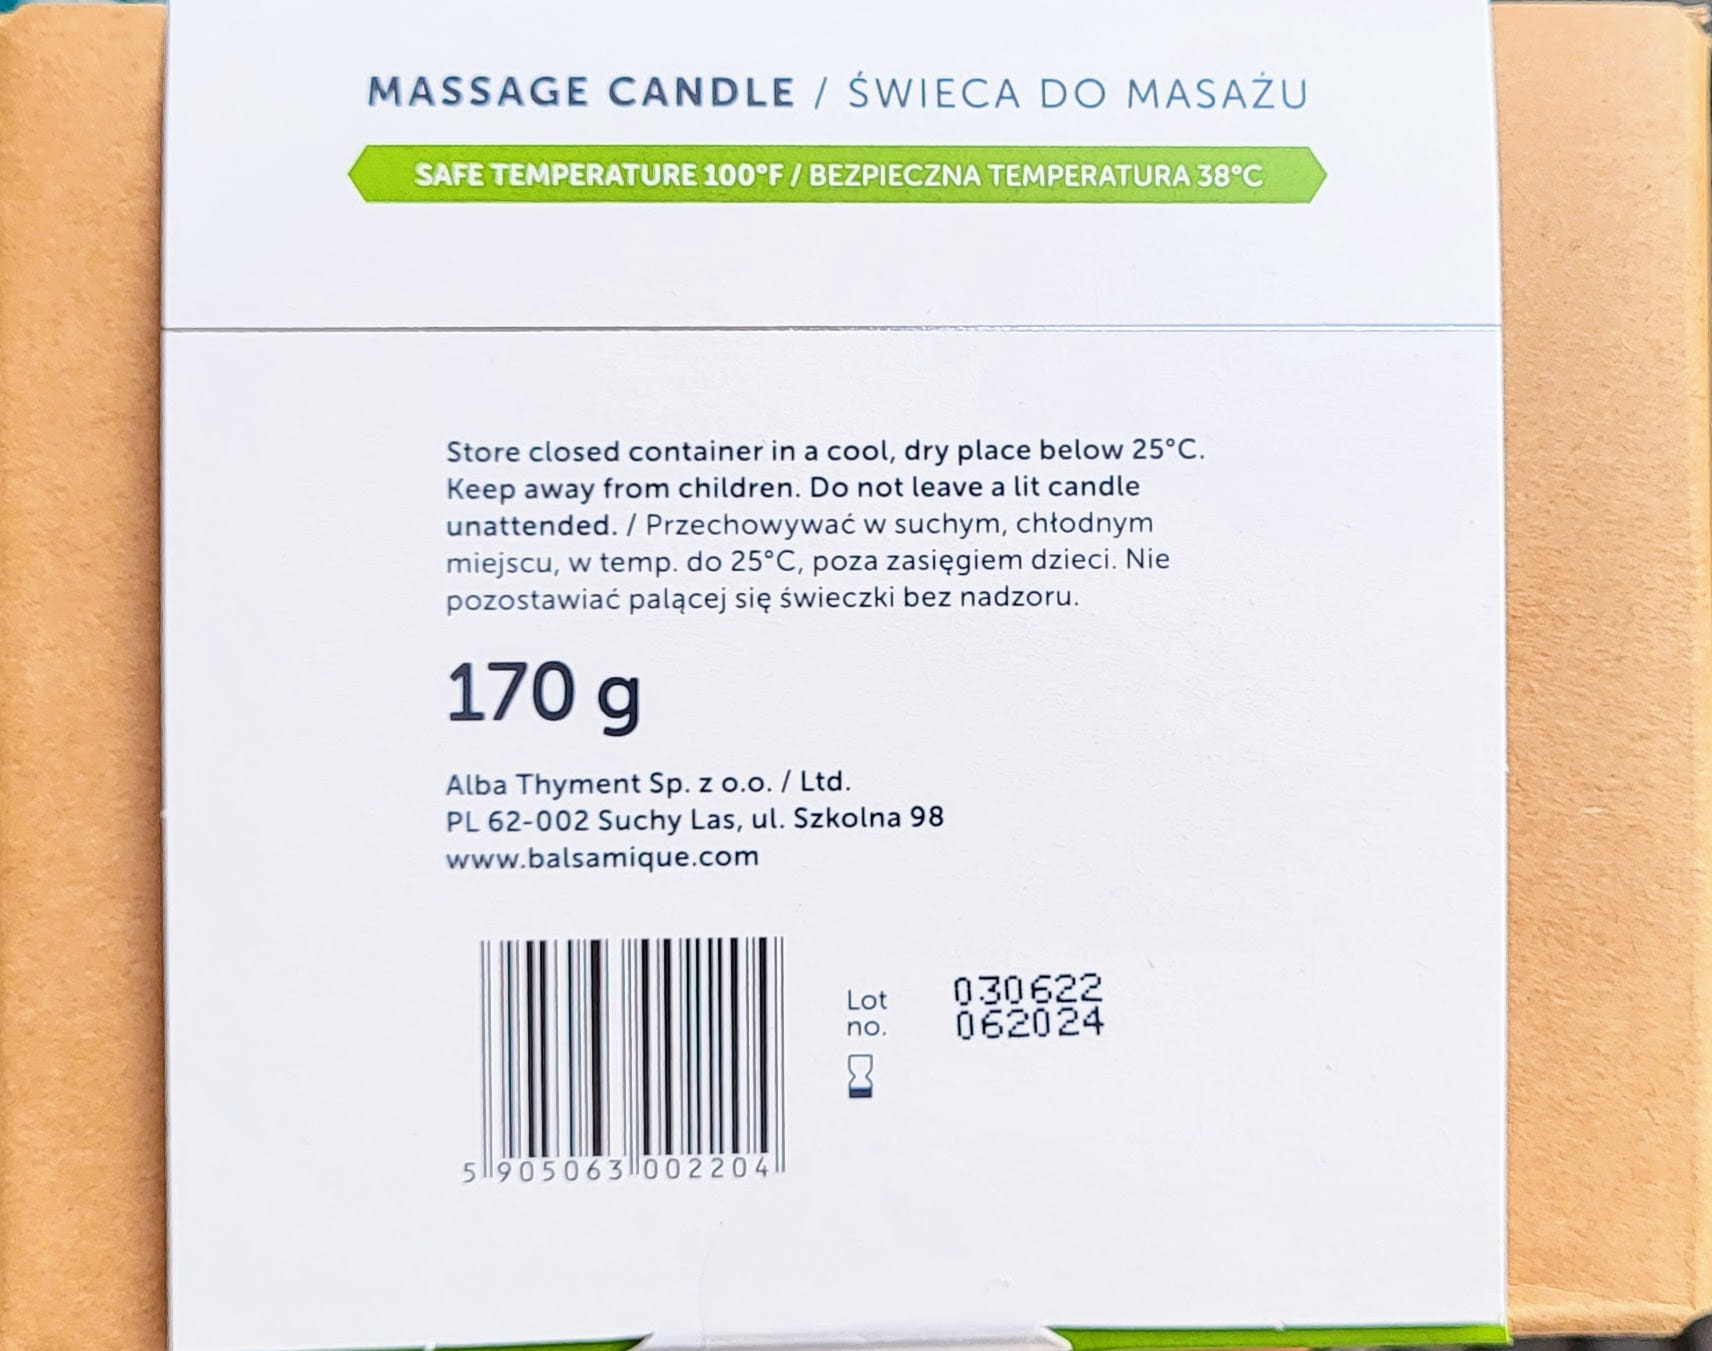 MASSAGE CANDLE / ŚWIECA DO MASAŻU
SAFE TEMPERATURE 100°F / BEZPIECZNA TEMPERATURA 38°C
Store closed container in a cool, dry place below 25°C.
Keep away from children. Do not leave a lit candle
unattended. / Przechowywać w suchym, chłodnym
miejscu, w temp. do 25°C, poza zasięgiem dzieci. Nie
pozostawiać palącej się świeczki bez nadzoru.
170 g
Alba Thyment Sp. z o.o. / Ltd.
PL 62-002 Suchy Las, ul. Szkolna 98
www.balsamique.com
Lot
no.
030622
062024
5 905063 002204